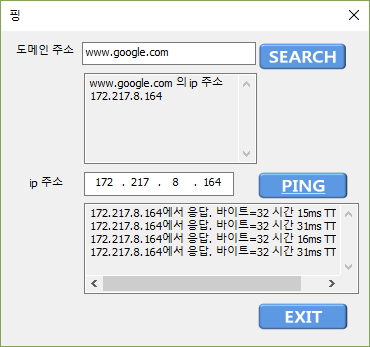 핑
도메인 주소
www.google.com
SEARCH
www.google.com 의 ip 주소
172.217.8.164
ip 주소
172 . 217 . 8 . 164
PING
172.217.8.164에서 응답, 바이트=32 시간 15ms TT
172.217.8.164에서 응답, 바이트=32 시간 31ms TT
172.217.8.164에서 응답, 바이트=32 시간 16ms TT
172.217.8.164에서 응답, 바이트=32 시간 31ms TT
EXIT